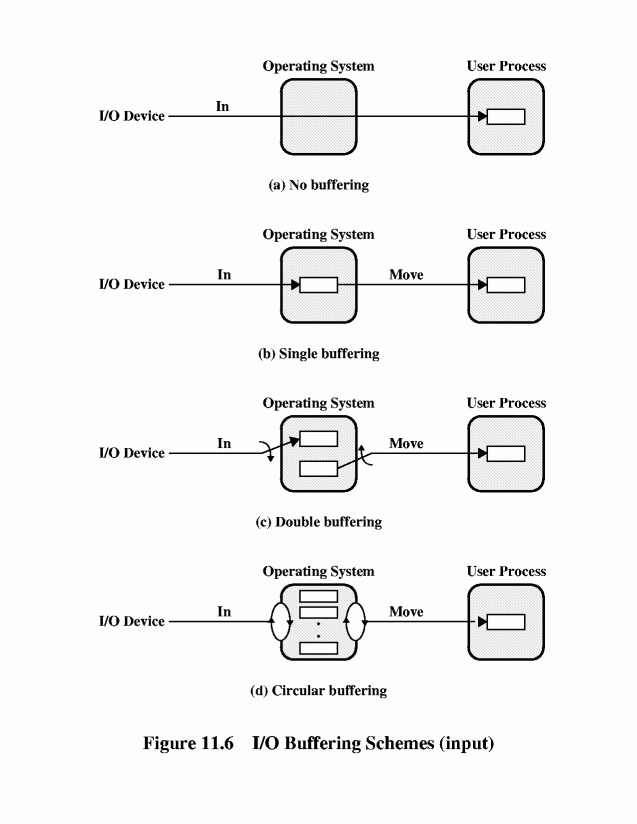 Operating System User Process
I/O Device In
(a) No buffering
Operating System User Process
I/O Device In Move
(b) Single buffering
Operating System User Process
I/O Device In Move
(c) Double buffering
Operating System User Process
I/O Device In Move
(d) Circular buffering
Figure 11.6 I/O Buffering Schemes (input)